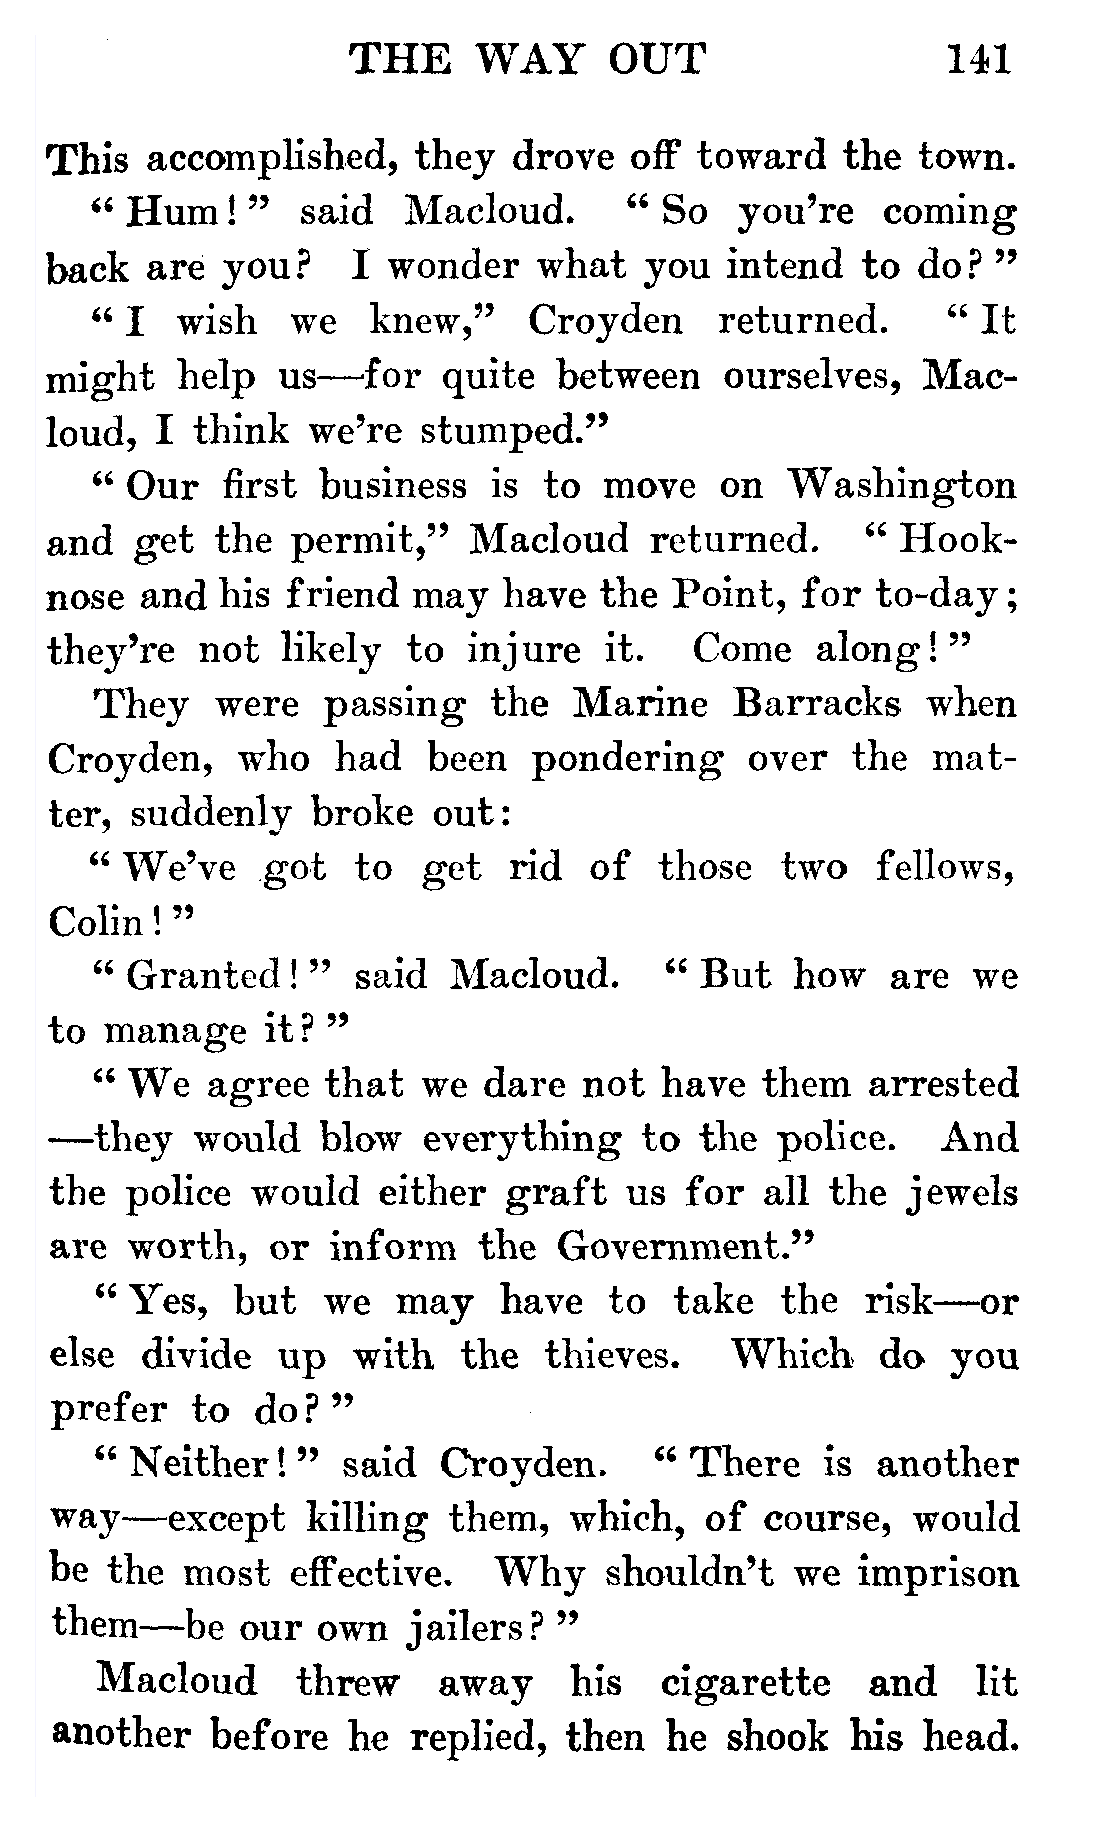 THE WAY OUT 141
This accomplished, they drove off toward the town.
“Hum!” said Macloud. “So you're coming
back are you? I wonder what you intend to do?”
“I wish we knew,” Croyden returned. “It
might help us—for quite between ourselves, Mac-
loud, I think we're stumped.”
“Our first business is to move on Washington
and get the permit,” Macloud returned. “Hook-
nose and his friend may have the Point, for to-day;
they're not likely to injure it. Come along!”
They were passing the Marine Barracks when
Croyden, who had been pondering over the mat-
ter, suddenly broke out:
“We've got to get rid of those two fellows,
Colin!”
“Granted!” said Macloud. “But how are we
to manage it?”
“We agree that we dare not have them arrested
—they would blow everything to the police. And
the police would either graft us for all the jewels
are worth, or inform the Government.”
“Yes, but we may have to take the risk—or
else divide up with the thieves. Which do you
prefer to do?”
“Neither!” said Croyden. “There is another
way—except killing them, which, of course, would
be the most effective. Why shouldn't we imprison
them—be our own jailers?”
Macloud threw away his cigarette and lit
another before he replied, then he shook his head.